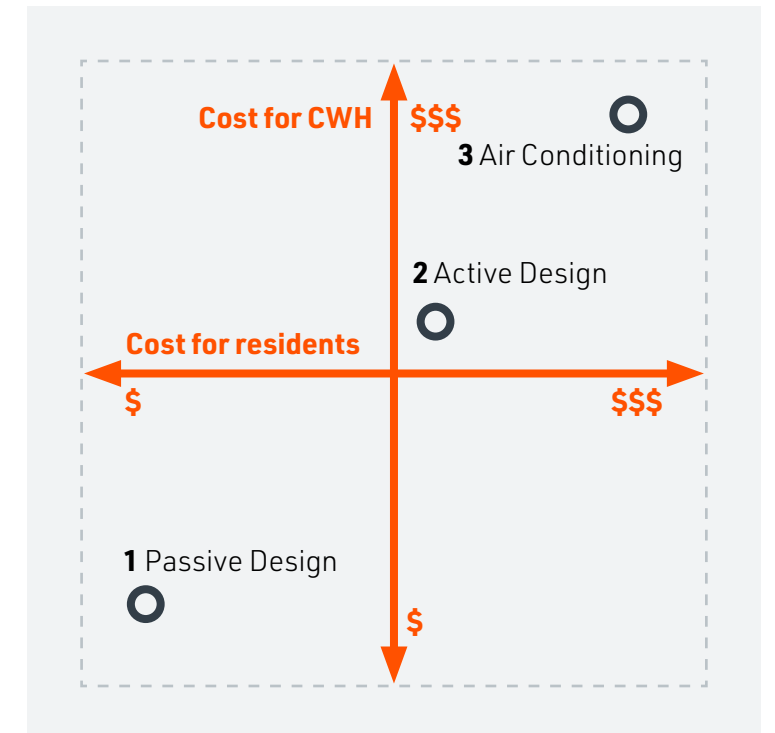 Cost for CWH $$$
3 Air Conditioning
2 Active Design
Cost for residents
$ $$$
1 Passive Design
$